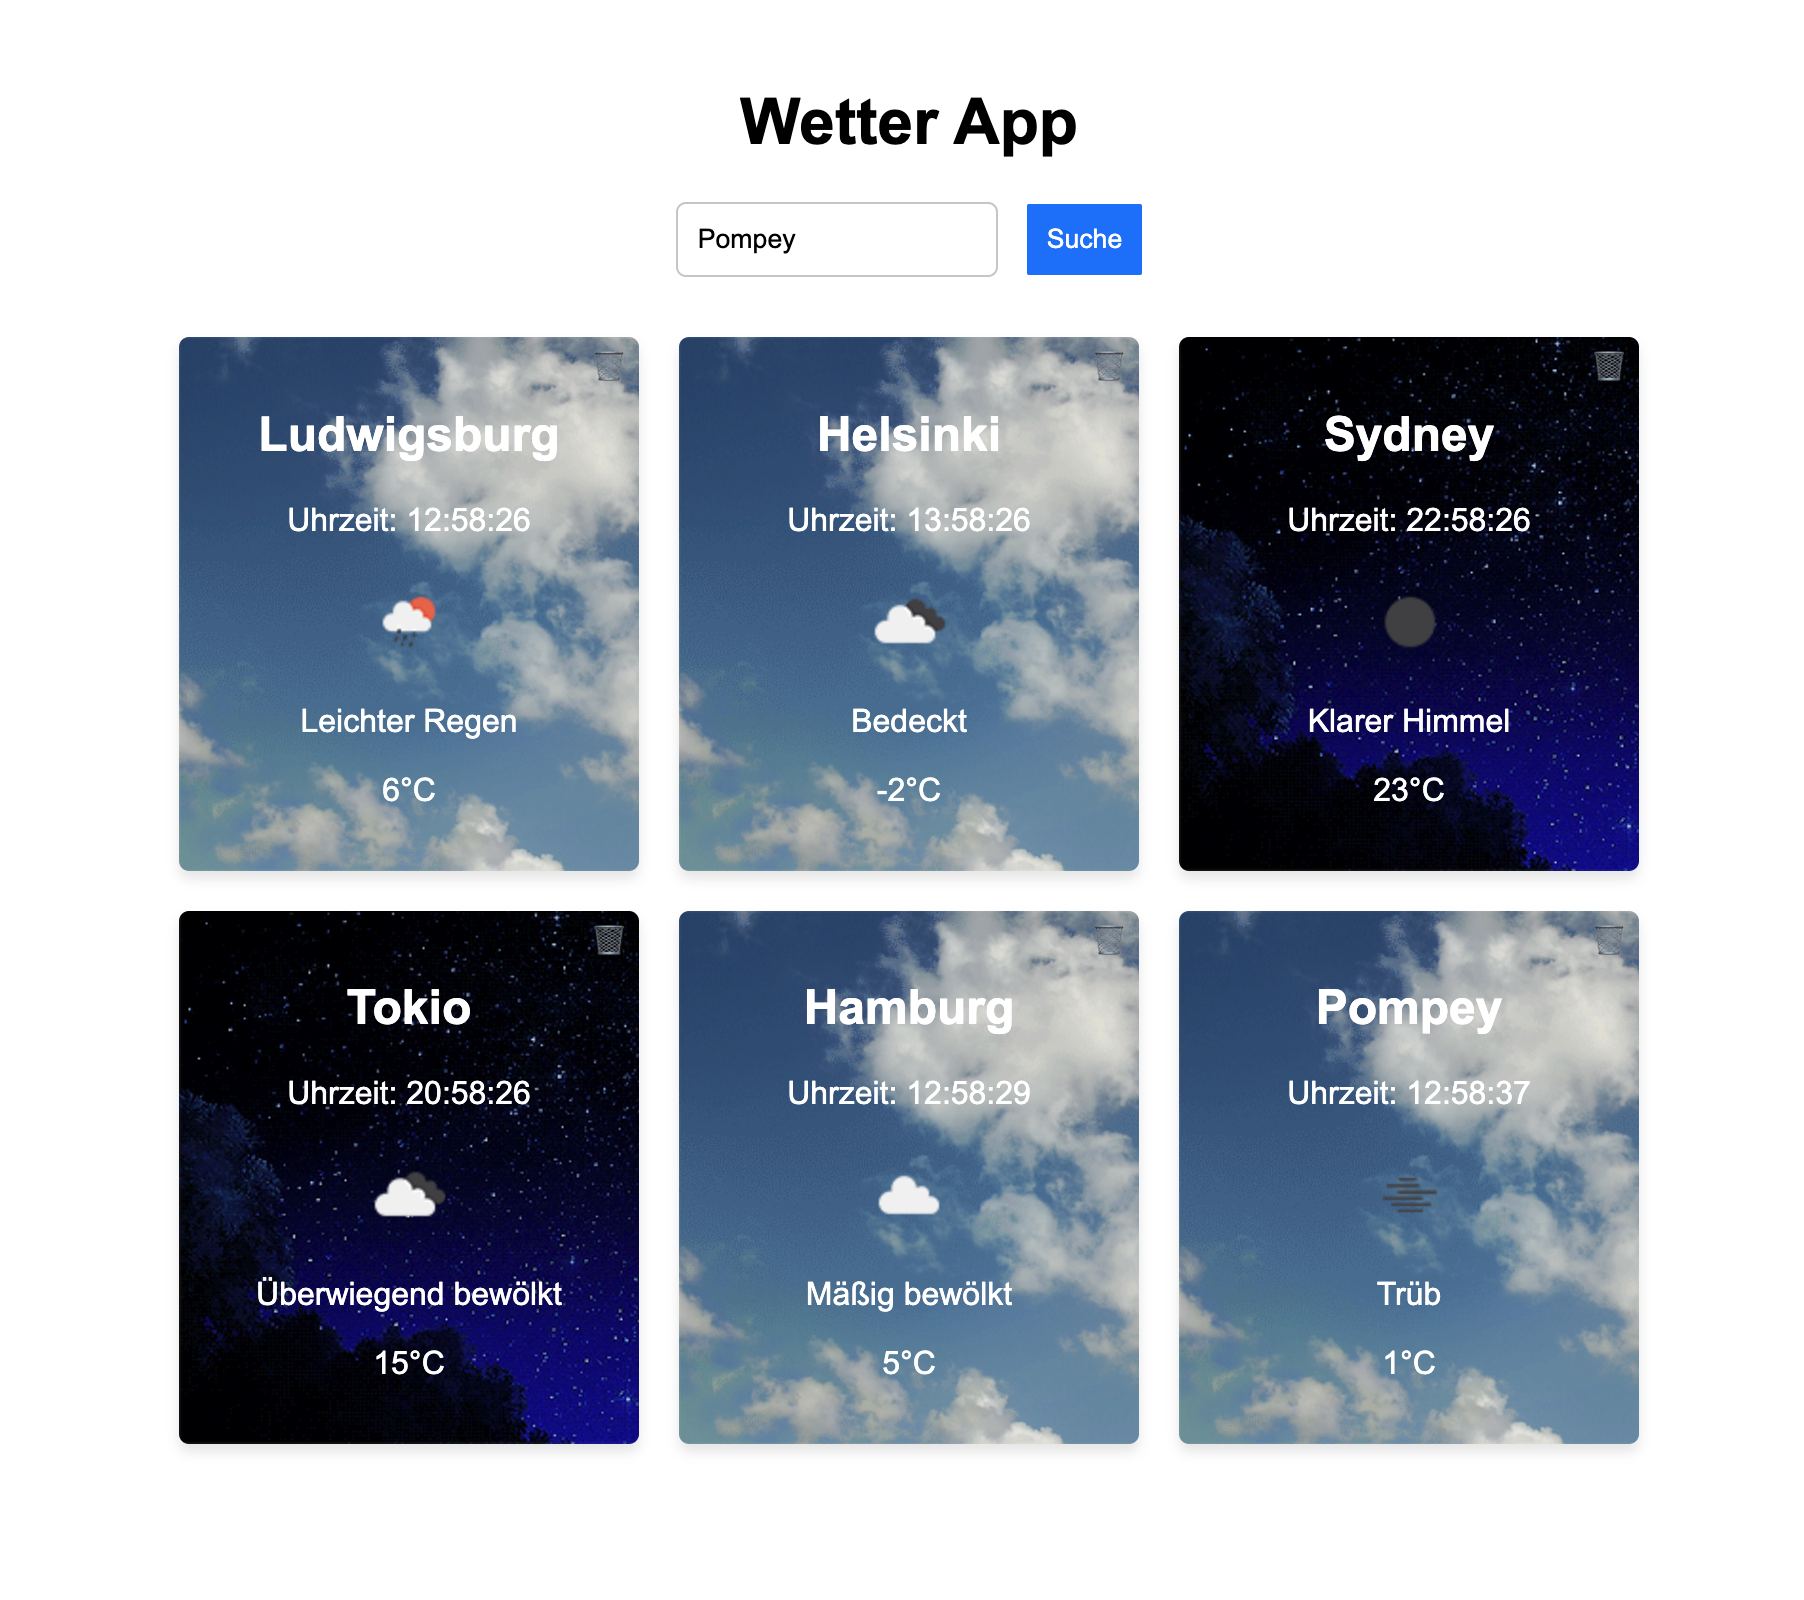 Wetter App
Pompey
Suche
Ludwigsburg
Uhrzeit: 12:58:26
Leichter Regen
6°C
Helsinki
Uhrzeit: 13:58:26
Bedeckt
-2°C
Sydney
Uhrzeit: 22:58:26
Klarer Himmel
23°C
Tokio
Uhrzeit: 20:58:26
Überwiegend bewölkt
15°C
Hamburg
Uhrzeit: 12:58:29
Mäßig bewölkt
5°C
Pompey
Uhrzeit: 12:58:37
Trüb
1°C